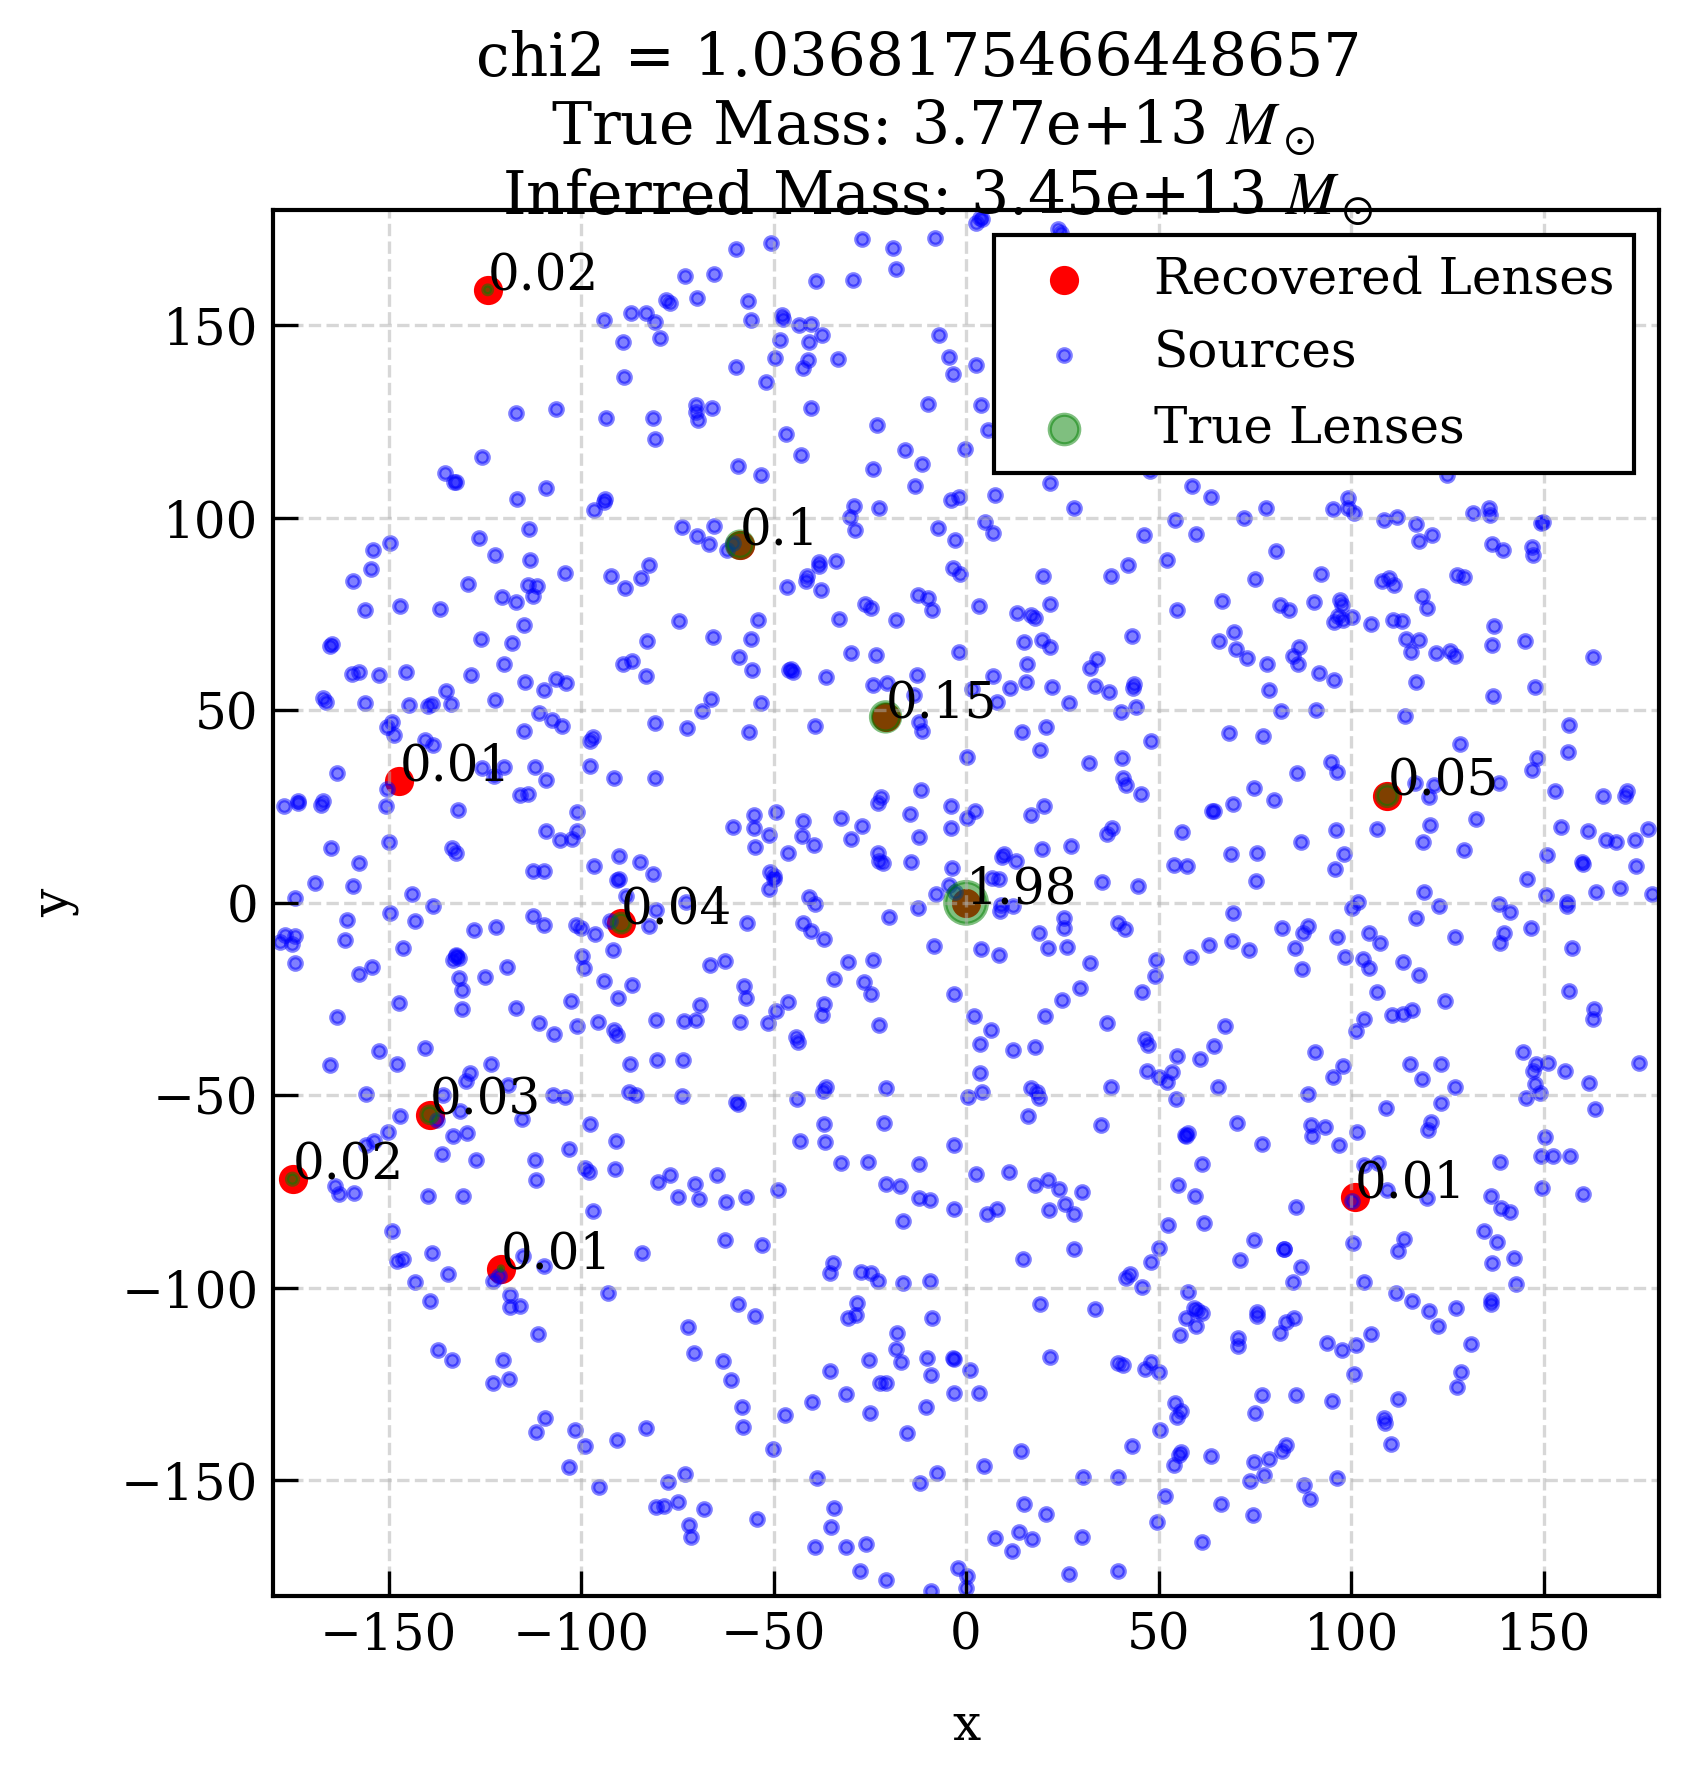 chi2 = 1.0368175466448657
True Mass: 3.77e+13 M⊙
Inferred Mass: 3.45e+13 M⊙
Recovered Lenses
Sources
True Lenses
0.02
0.1
0.15
0.01
0.05
1.98
0.04
0.03
0.02
0.01
0.01
150
100
50
0
−50
−100
−150
y
−150 −100 −50 0 50 100 150
x